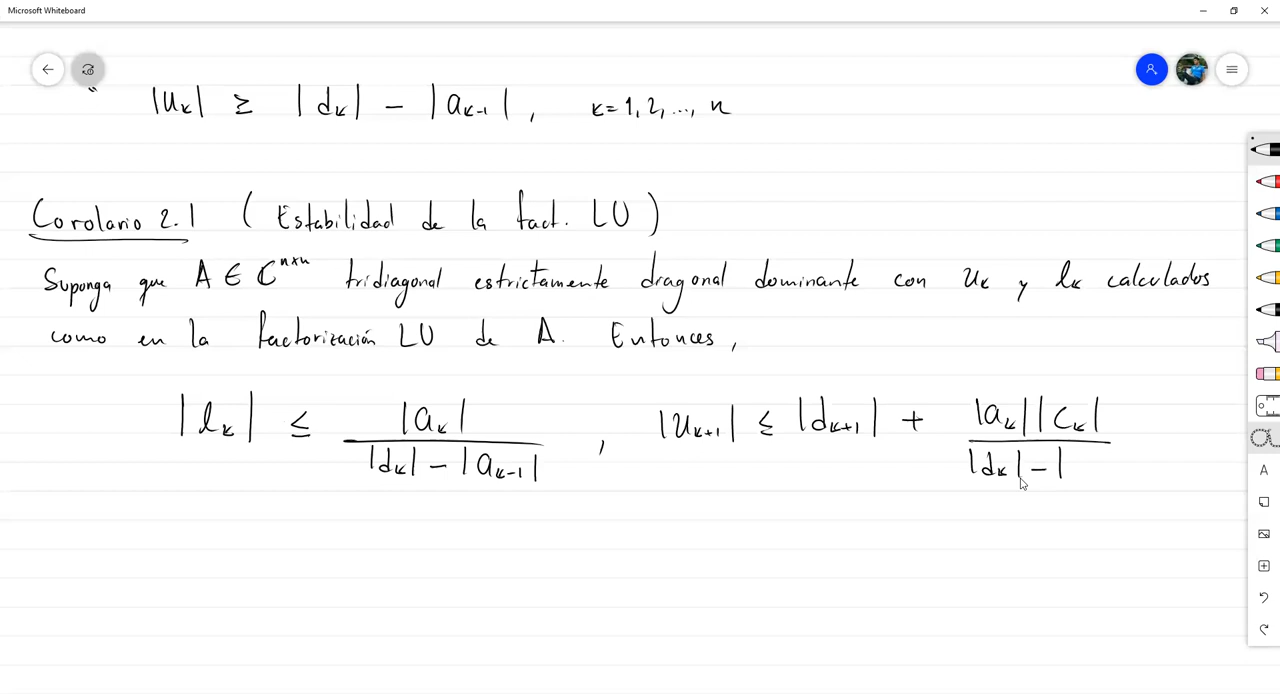 Microsoft Whiteboard
|u_k| ≥ |d_k| - |a_{k-1}|, k=1,2,...,n
Corolario 2.1 (Estabilidad de la fact. LU)
Suponga que A ∈ ℂ^{n×n} tridiagonal estrictamente diagonal dominante con u_k y l_k calculados
como en la factorización LU de A. Entonces,
|l_k| ≤ |a_k| / (|d_k| - |a_{k-1}|), |u_{k+1}| ≤ |d_{k+1}| + |a_k||c_k| / |d_k| - |
A